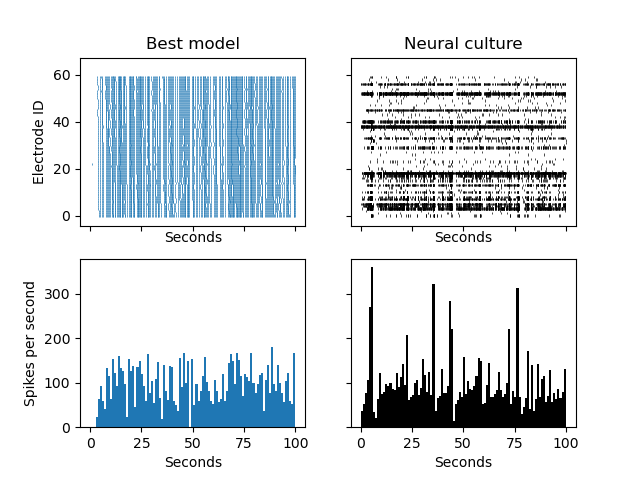 Best model
Neural culture
Electrode ID
60
40
20
0
Seconds
Seconds
Spikes per second
300
200
100
0
0 25 50 75 100
0 25 50 75 100
Seconds
Seconds